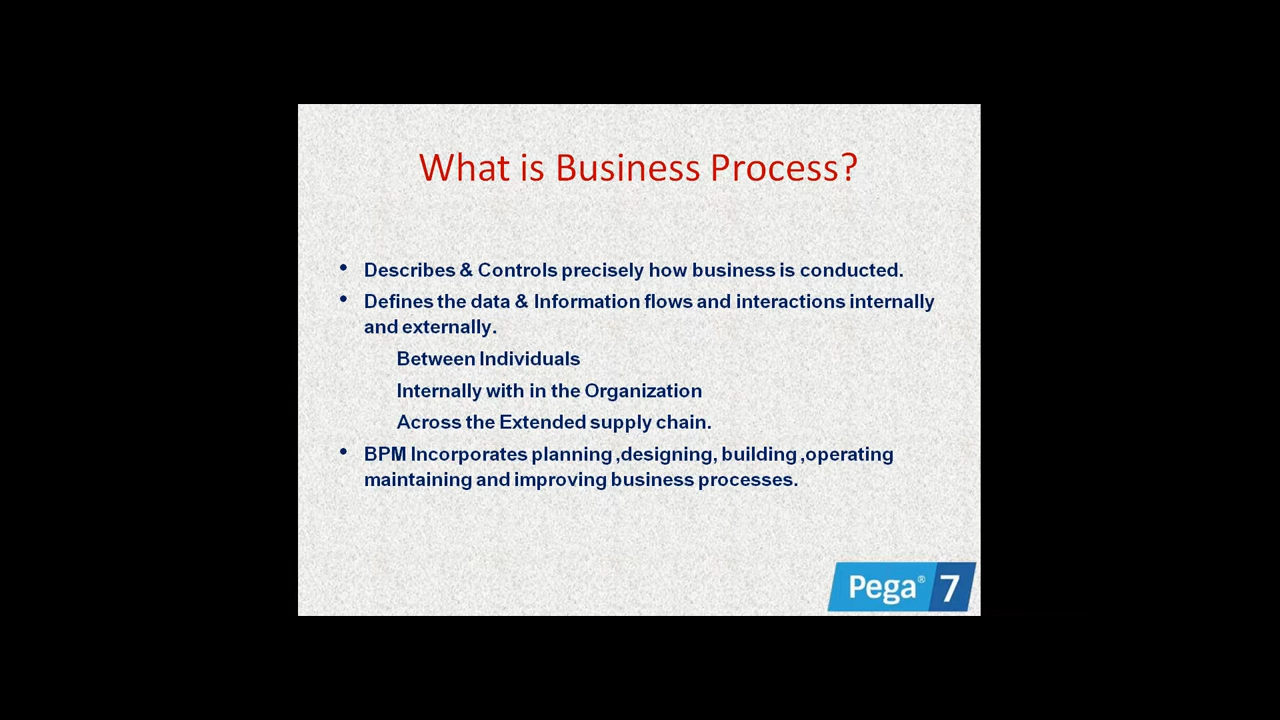 What is Business Process?
• Describes & Controls precisely how business is conducted.
• Defines the data & Information flows and interactions internally
and externally.
Between Individuals
Internally with in the Organization
Across the Extended supply chain.
• BPM Incorporates planning ,designing, building ,operating
maintaining and improving business processes.
Pega® 7